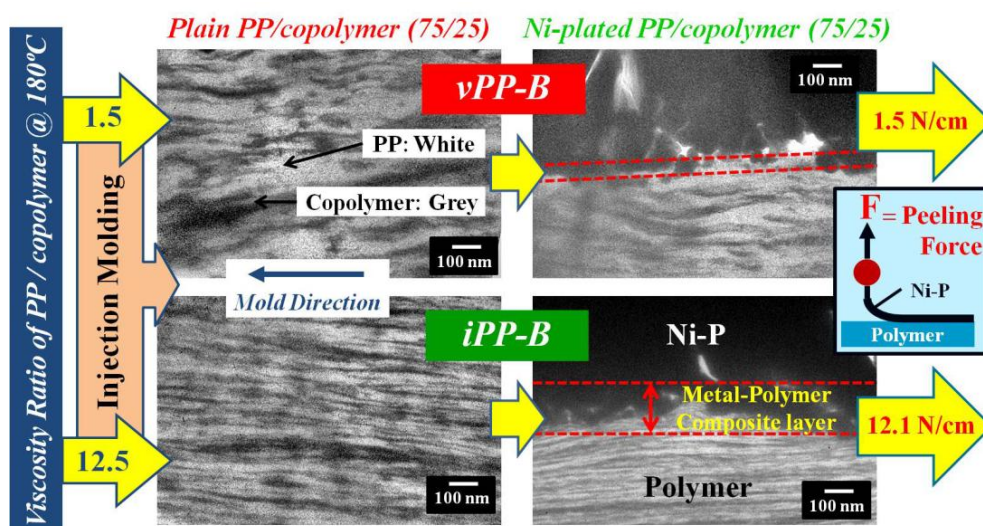 Viscosity Ratio of PP / copolymer @ 180ºC
Injection Molding
Plain PP/copolymer (75/25)
Ni-plated PP/copolymer (75/25)
1.5
vPP-B
100 nm
1.5 N/cm
PP: White
Copolymer: Grey
100 nm
Mold Direction
F = Peeling
Force
Ni-P
Polymer
iPP-B
Ni-P
Metal-Polymer
Composite layer
12.5
12.1 N/cm
100 nm
Polymer
100 nm